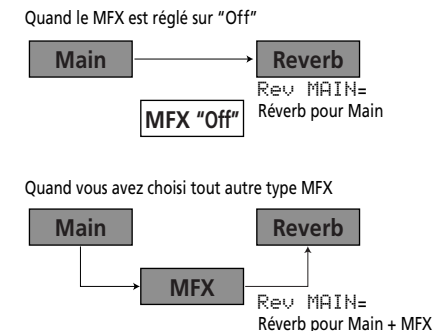 Quand le MFX est réglé sur “Off”
Main Reverb
Rev MAIN=
MFX “Off” Réverb pour Main
Quand vous avez choisi tout autre type MFX
Main Reverb
MFX
Rev MAIN=
Réverb pour Main + MFX